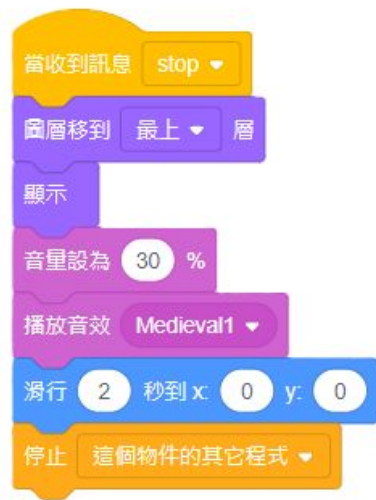 當收到訊息 stop
圖層移到 最上 層
顯示
音量設為 30 %
播放音效 Medieval1
滑行 2 秒到 x: 0 y: 0
停止 這個物件的其它程式